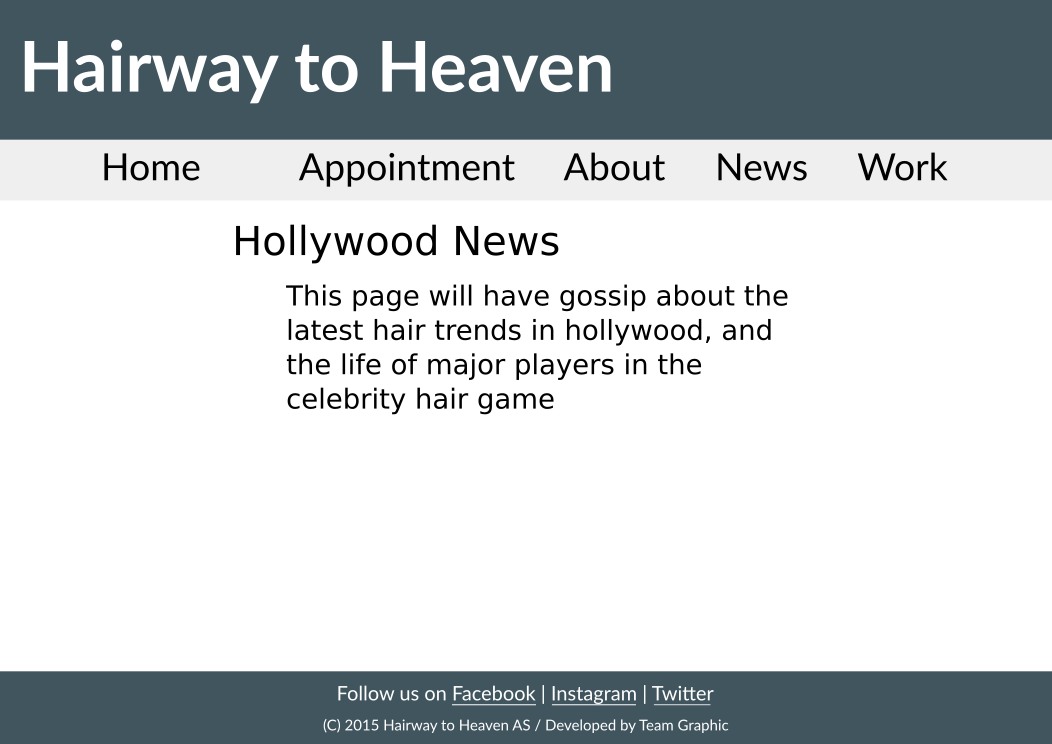 Hairway to Heaven
Home Appointment About News Work
Hollywood News
This page will have gossip about the
latest hair trends in hollywood, and
the life of major players in the
celebrity hair game
Follow us on Facebook | Instagram | Twitter
(C) 2015 Hairway to Heaven AS / Developed by Team Graphic